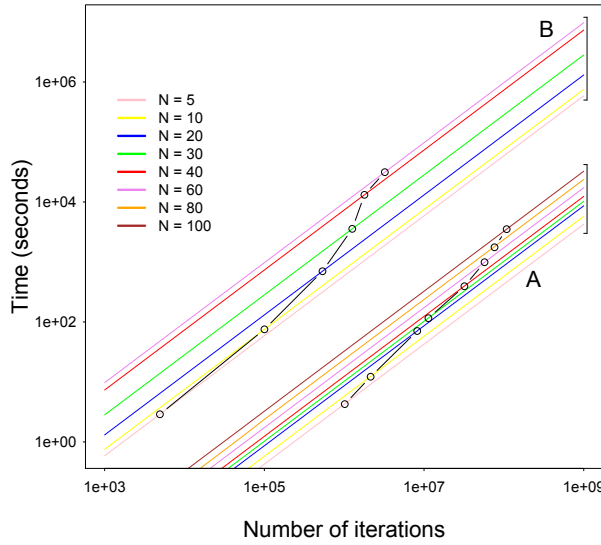 B
1e+06
N = 5
N = 10
N = 20
N = 30
N = 40
N = 60
N = 80
N = 100
1e+04
Time (seconds)
A
1e+02
1e+00
1e+03
1e+05
1e+07
1e+09
Number of iterations